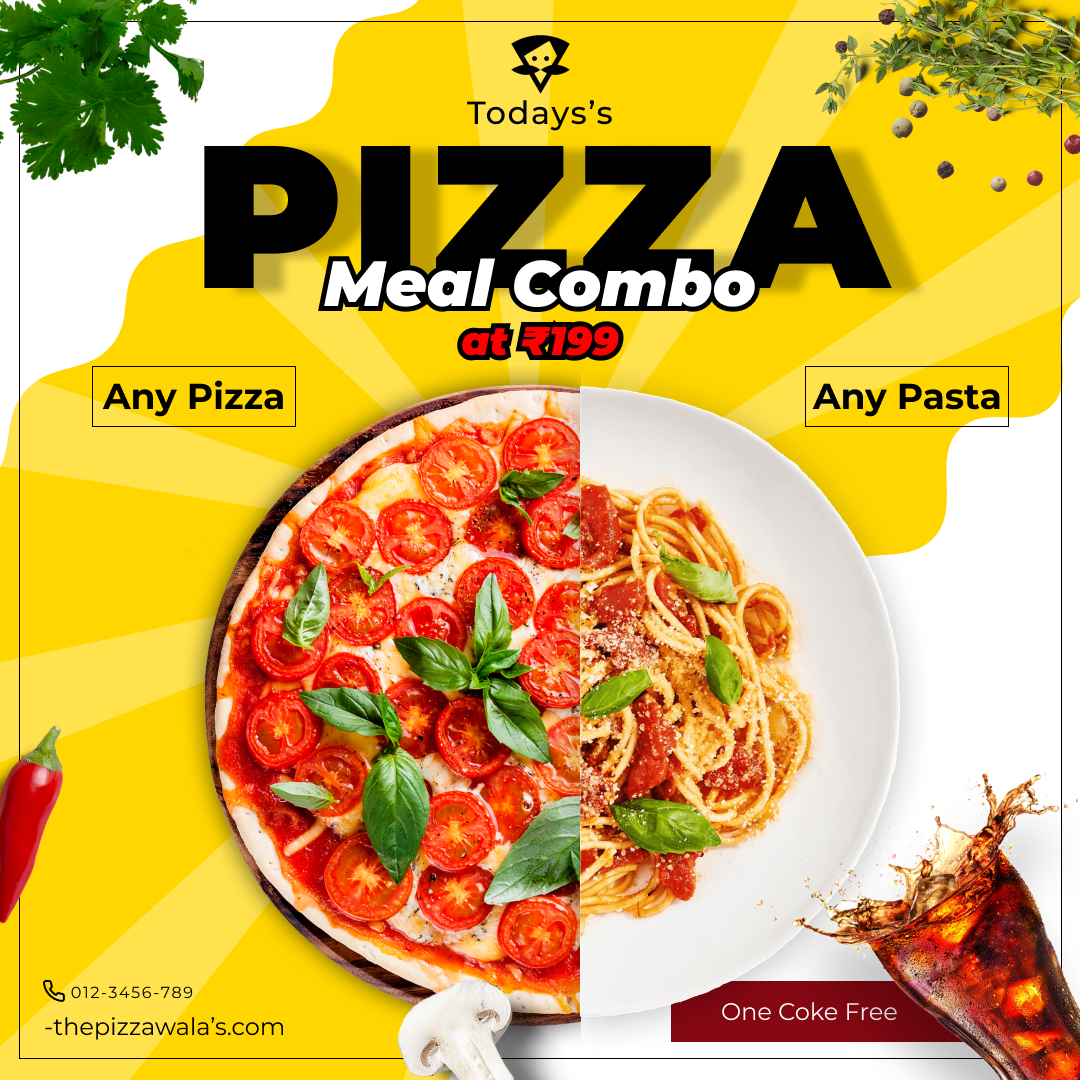 Todays’s
PIZZA
Meal Combo
at ₹199
Any Pizza
Any Pasta
012-3456-789
-thepizzawala’s.com
One Coke Free